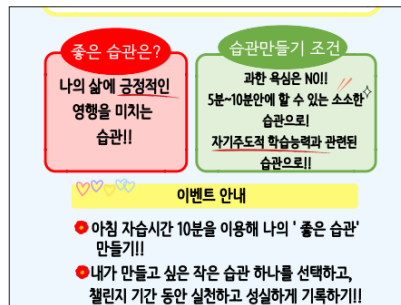 좋은 습관은?
나의 삶에 긍정적인
영행을 미치는
습관!!
습관만들기 조건
과한 욕심은 NO!!
5분~10분안에 할 수 있는 소소한
습관으로!
자기주도적 학습능력과 관련된
습관으로!!
이벤트 안내
아침 자습시간 10분을 이용해 나의 ' 좋은 습관'
만들기!!
내가 만들고 싶은 작은 습관 하나를 선택하고,
챌린지 기간 동안 실천하고 성실하게 기록하기!!